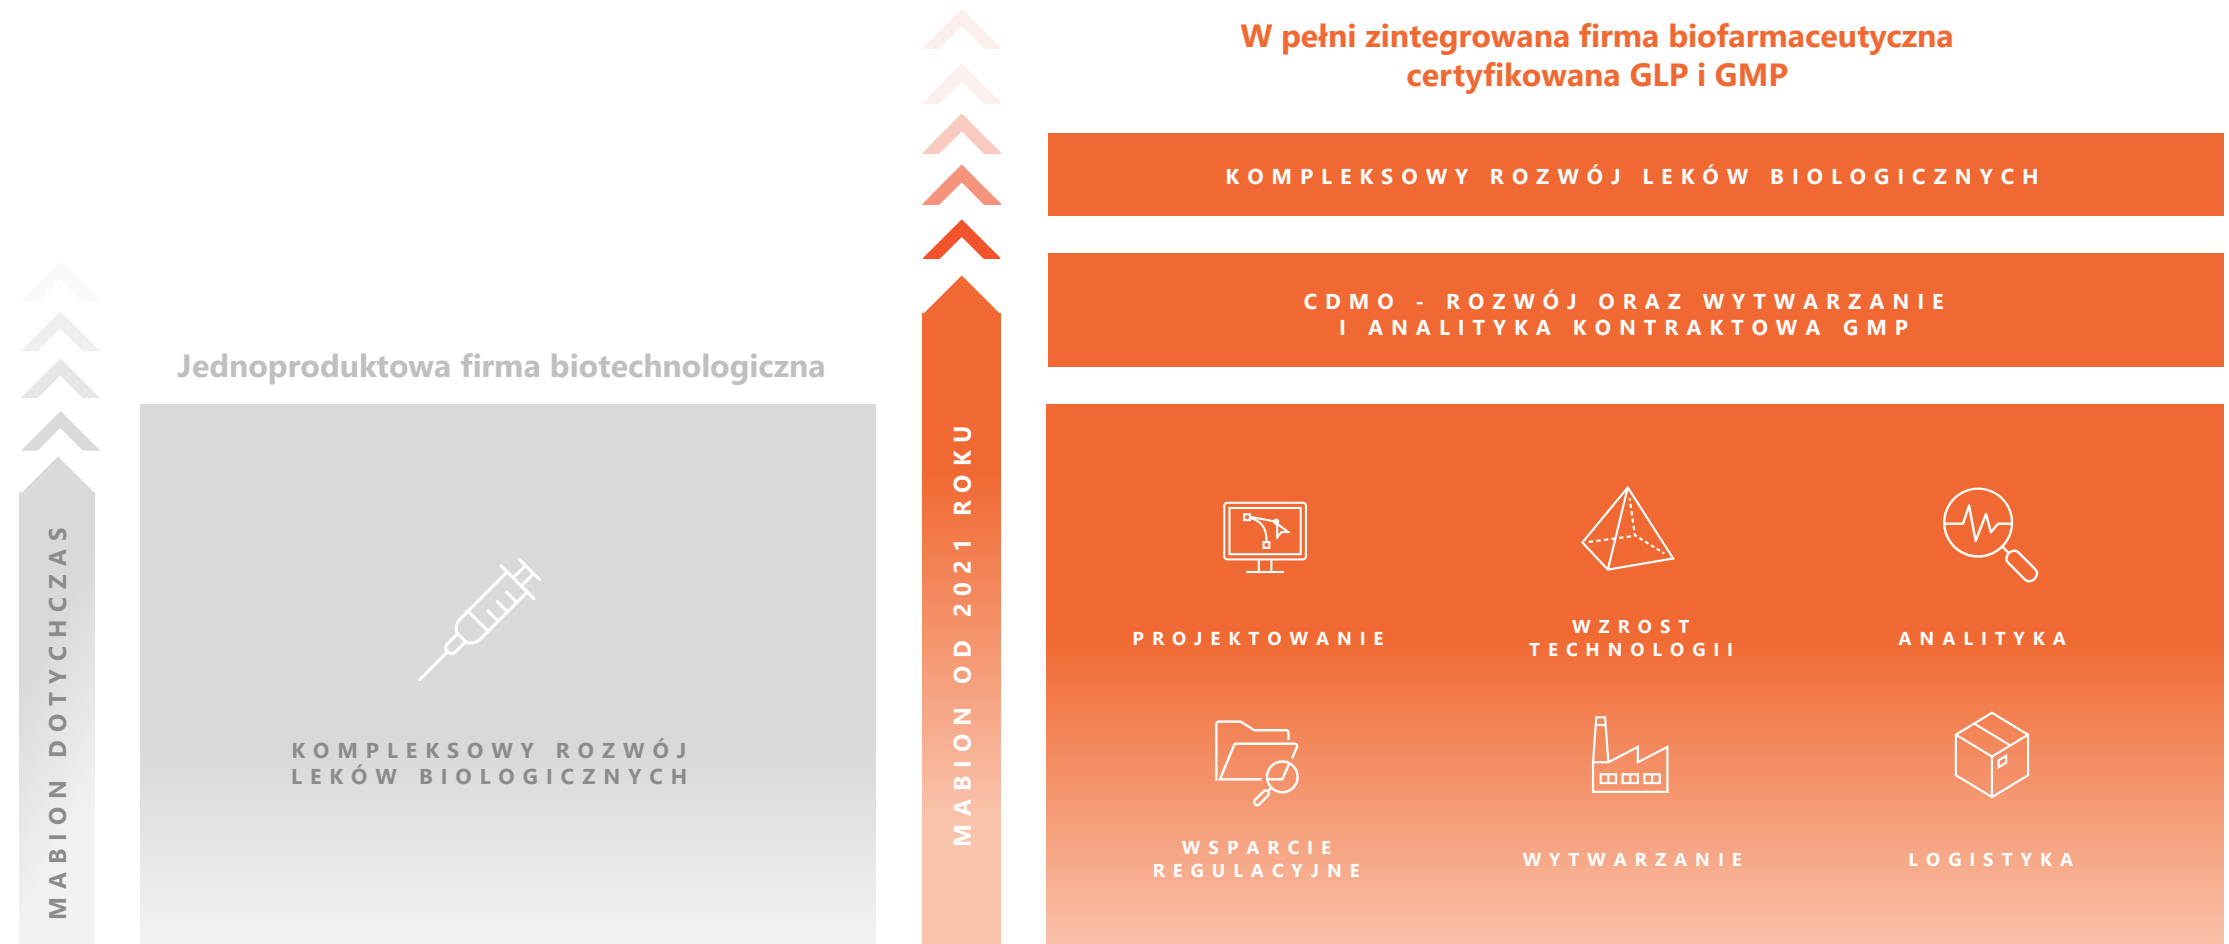 MABION DOTYCHCZAS
Jednoproduktowa firma biotechnologiczna
KOMPLEKSOWY ROZWÓJ
LEKÓW BIOLOGICZNYCH
MABION OD 2021 ROKU
W pełni zintegrowana firma biofarmaceutyczna
certyfikowana GLP i GMP
KOMPLEKSOWY ROZWÓJ LEKÓW BIOLOGICZNYCH
CDMO - ROZWÓJ ORAZ WYTWARZANIE
I ANALITYKA KONTRAKTOWA GMP
PROJEKTOWANIE
WZROST
TECHNOLOGII
ANALITYKA
WSPARCIE
REGULACYJNE
WYTWARZANIE
LOGISTYKA